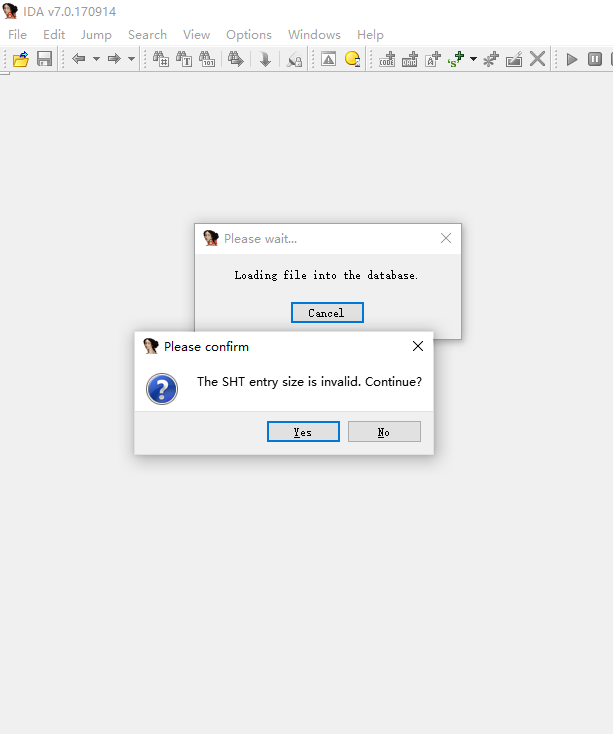 IDA v7.0.170914
File Edit Jump Search View Options Windows Help
Please wait...
Loading file into the database.
Cancel
Please confirm
The SHT entry size is invalid. Continue?
Yes No